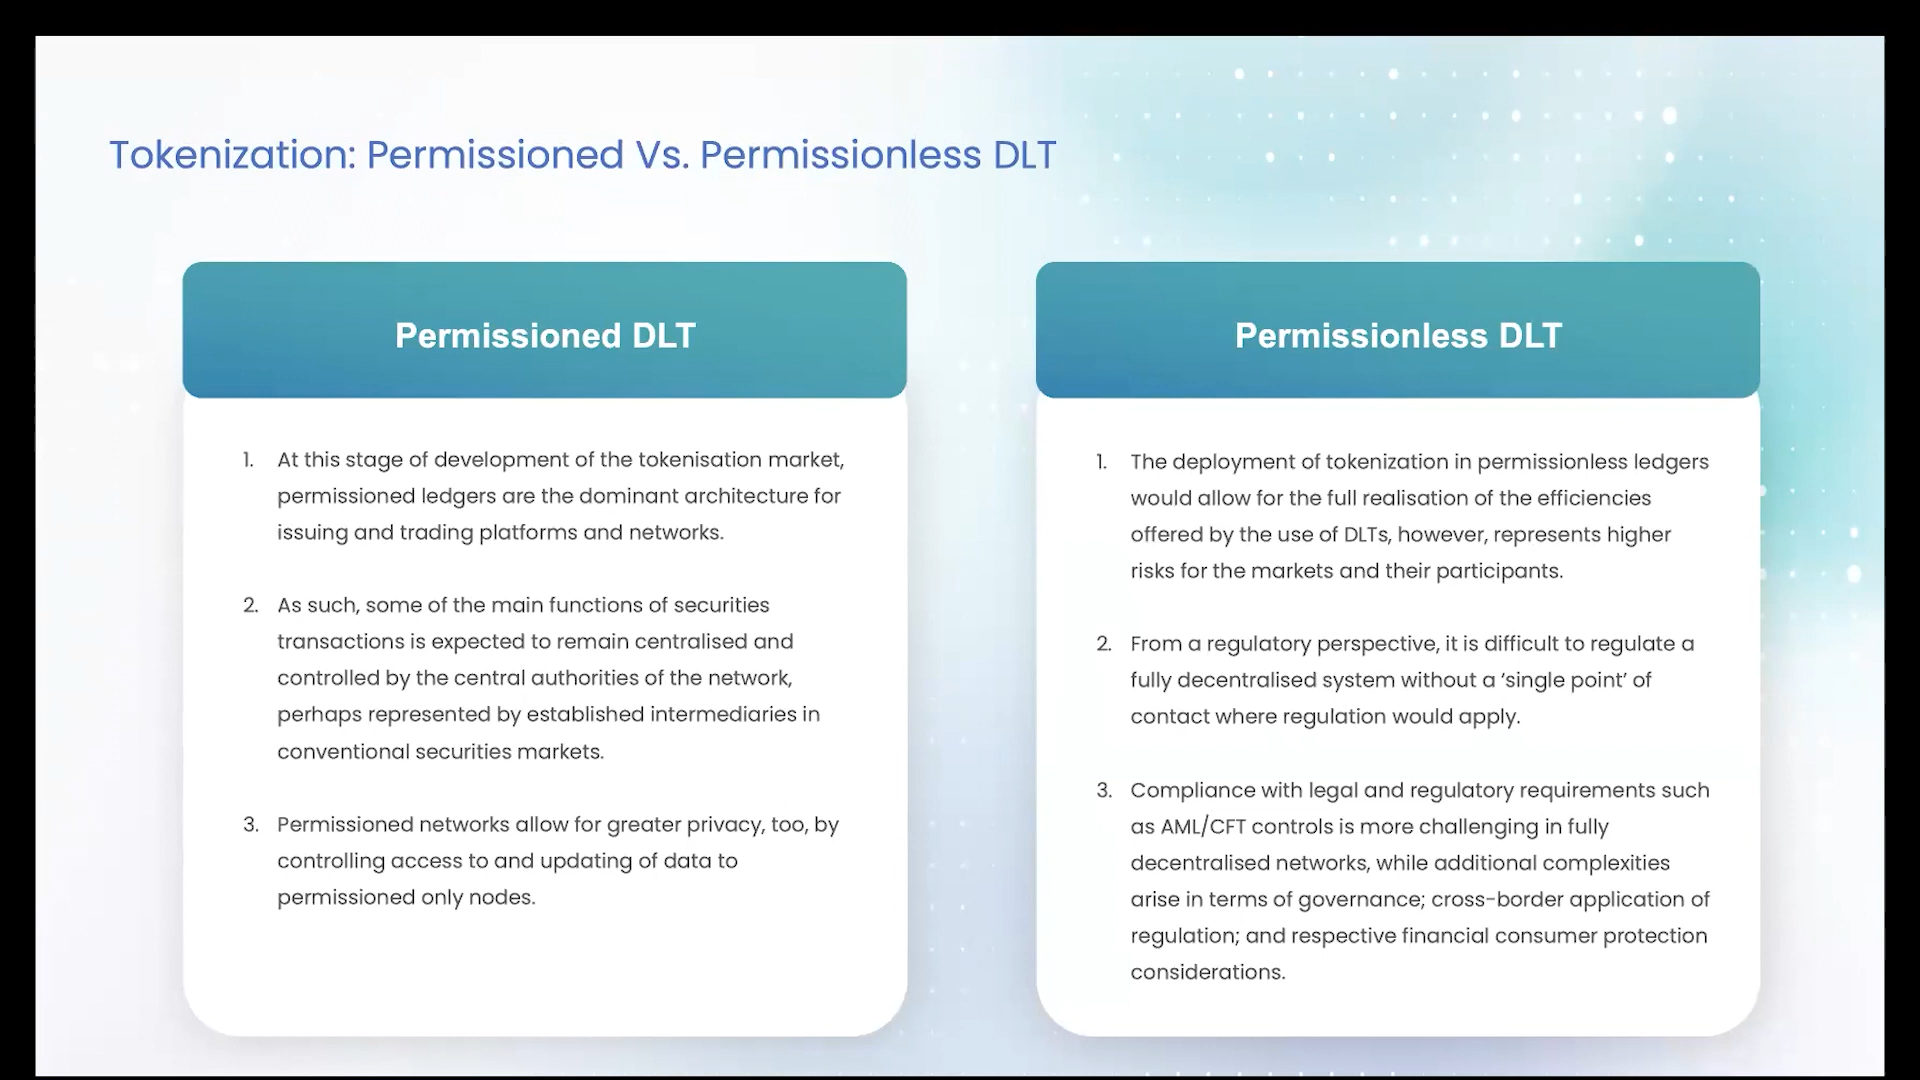 Tokenization: Permissioned Vs. Permissionless DLT
Permissioned DLT
1. At this stage of development of the tokenisation market,
permissioned ledgers are the dominant architecture for
issuing and trading platforms and networks.
2. As such, some of the main functions of securities
transactions is expected to remain centralised and
controlled by the central authorities of the network,
perhaps represented by established intermediaries in
conventional securities markets.
3. Permissioned networks allow for greater privacy, too, by
controlling access to and updating of data to
permissioned only nodes.
Permissionless DLT
1. The deployment of tokenization in permissionless ledgers
would allow for the full realisation of the efficiencies
offered by the use of DLTs, however, represents higher
risks for the markets and their participants.
2. From a regulatory perspective, it is difficult to regulate a
fully decentralised system without a ‘single point’ of
contact where regulation would apply.
3. Compliance with legal and regulatory requirements such
as AML/CFT controls is more challenging in fully
decentralised networks, while additional complexities
arise in terms of governance; cross-border application of
regulation; and respective financial consumer protection
considerations.